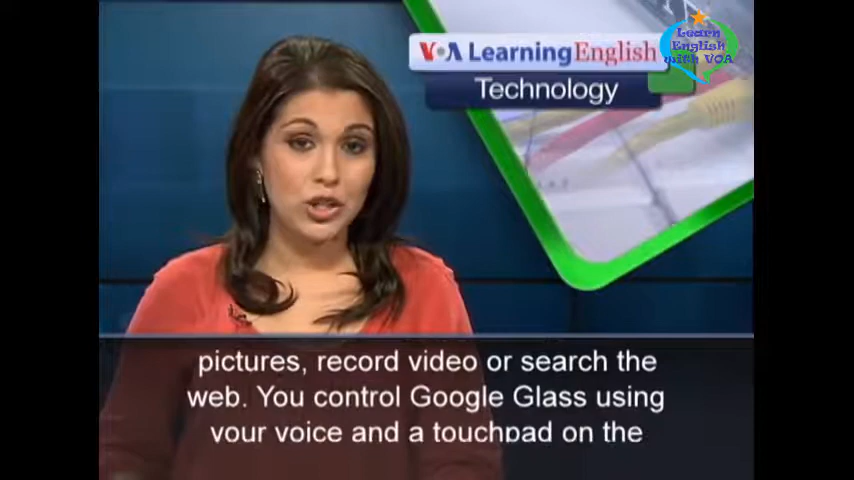 VOA Learning English
Technology
Learn
English
with VOA
pictures, record video or search the
web. You control Google Glass using
your voice and a touchpad on the